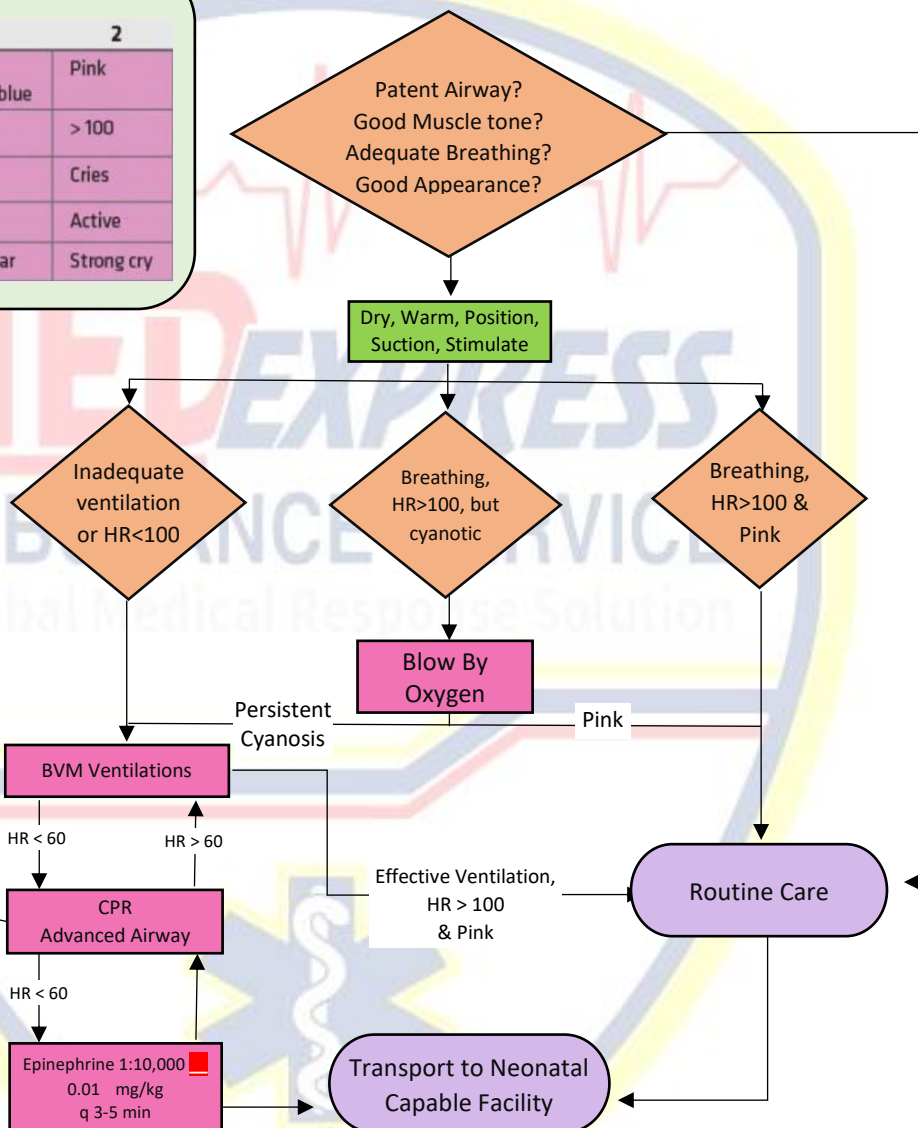 2
Pink
blue
> 100
Cries
Active
ar
Strong cry
Patent Airway?
Good Muscle tone?
Adequate Breathing?
Good Appearance?
Dry, Warm, Position,
Suction, Stimulate
Inadequate
ventilation
or HR<100
Breathing,
HR>100, but
cyanotic
Breathing,
HR>100 &
Pink
Blow By
Oxygen
Persistent
Cyanosis
Pink
BVM Ventilations
HR < 60
HR > 60
CPR
Advanced Airway
Effective Ventilation,
HR > 100
& Pink
Routine Care
HR < 60
Epinephrine 1:10,000
0.01 mg/kg
q 3-5 min
Transport to Neonatal
Capable Facility
ED EXPRESS
BULANCE SERVICE
obal Medical Response Solution